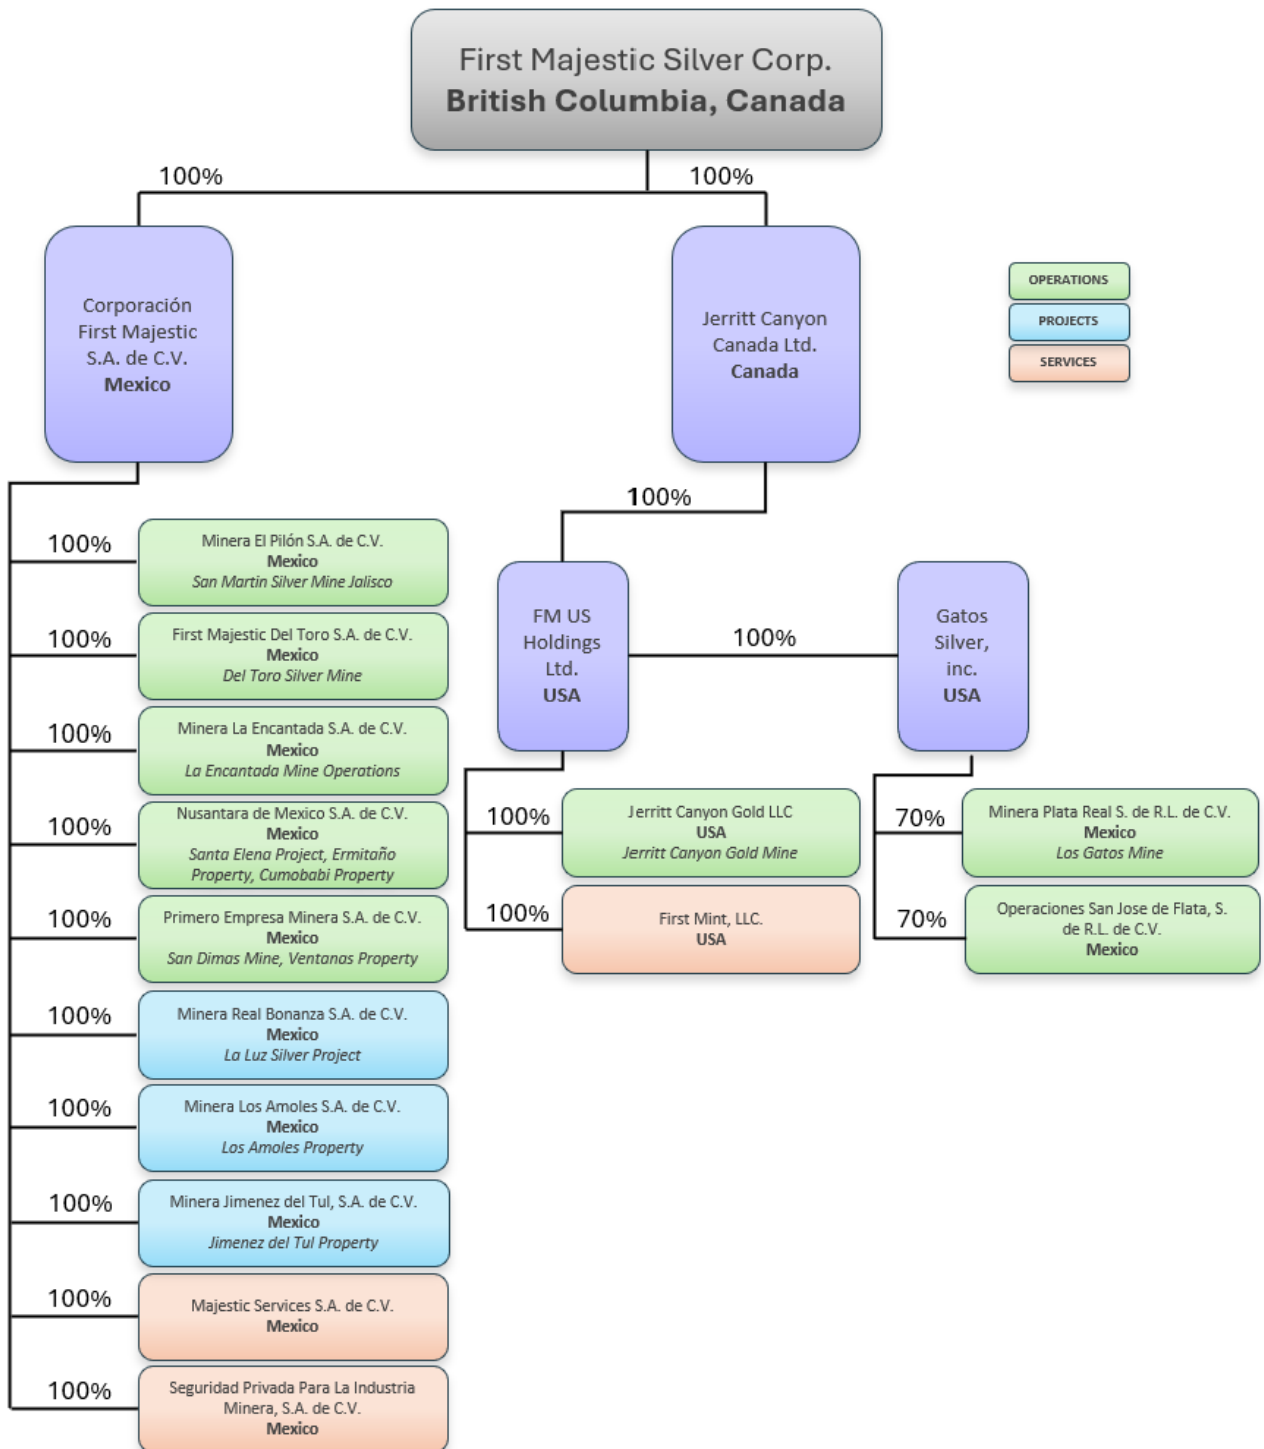 First Majestic Silver Corp.
British Columbia, Canada
100%
100%
Corporación
First Majestic
S.A. de C.V.
Mexico
Jerritt Canyon
Canada Ltd.
Canada
OPERATIONS
PROJECTS
SERVICES
100%
100%
Minera El Pilón S.A. de C.V.
Mexico
San Martin Silver Mine Jalisco
100%
First Majestic Del Toro S.A. de C.V.
Mexico
Del Toro Silver Mine
100%
Minera La Encantada S.A. de C.V.
Mexico
La Encantada Mine Operations
100%
Nusantara de Mexico S.A. de C.V.
Mexico
Santa Elena Project, Ermitaño
Property, Cumobabi Property
100%
Primero Empresa Minera S.A. de C.V.
Mexico
San Dimas Mine, Ventanas Property
100%
Minera Real Bonanza S.A. de C.V.
Mexico
La Luz Silver Project
100%
Minera Los Amoles S.A. de C.V.
Mexico
Los Amoles Property
100%
Minera Jimenez del Tul, S.A. de C.V.
Mexico
Jimenez del Tul Property
100%
Majestic Services S.A. de C.V.
Mexico
100%
Seguridad Privada Para La Industria
Minera, S.A. de C.V.
Mexico
FM US
Holdings
Ltd.
USA
100%
Gatos
Silver,
inc.
USA
100%
Jerritt Canyon Gold LLC
USA
Jerritt Canyon Gold Mine
100%
First Mint, LLC.
USA
70%
Minera Plata Real S. de R.L. de C.V.
Mexico
Los Gatos Mine
70%
Operaciones San Jose de Flata, S.
de R.L. de C.V.
Mexico